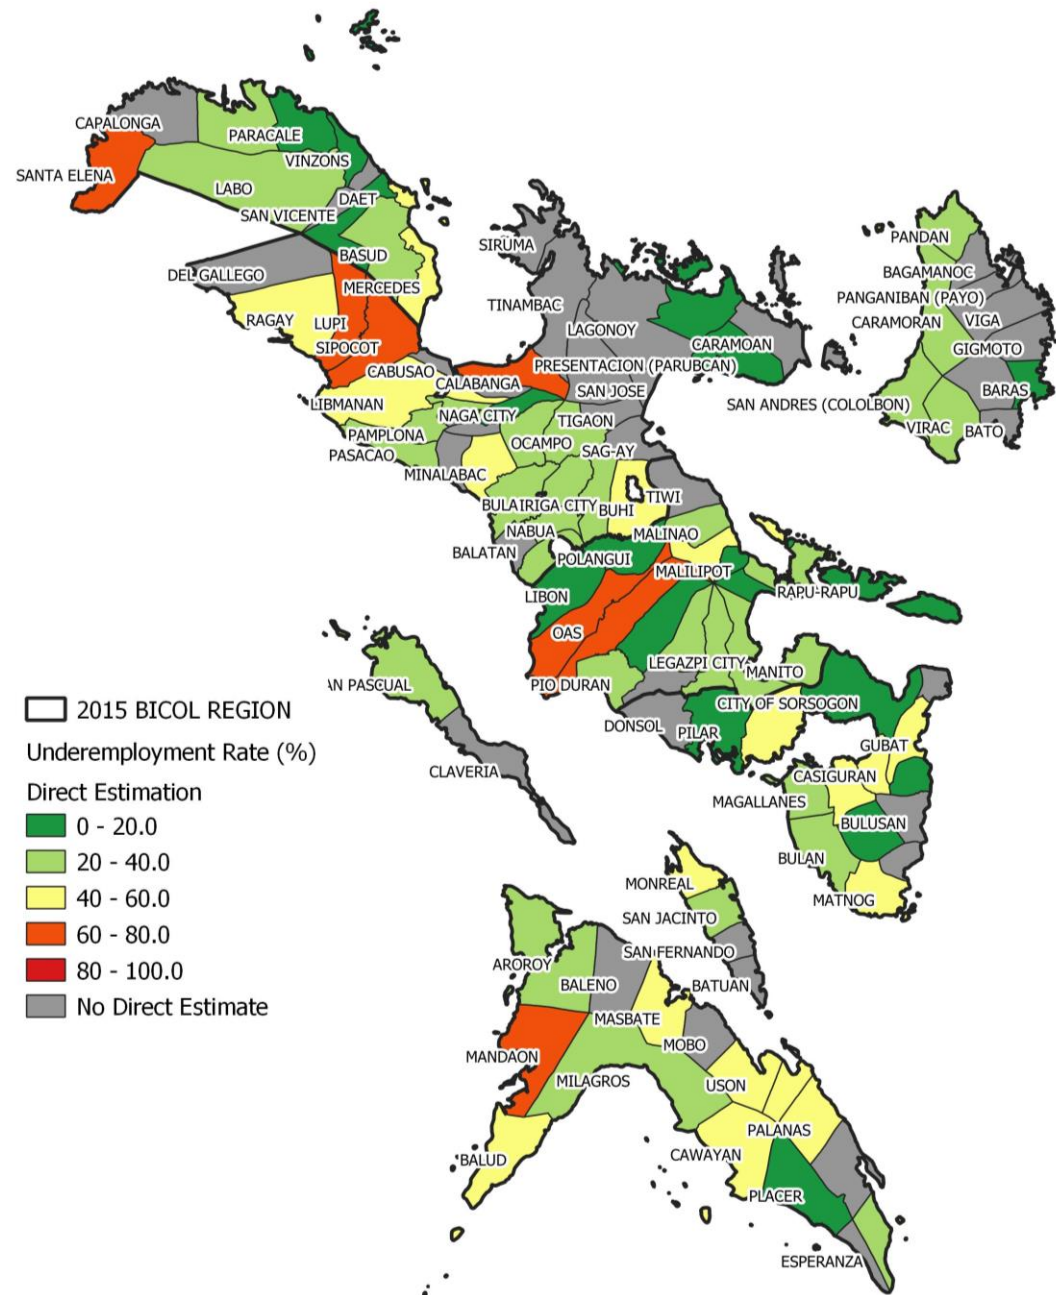 CAPALONGA
PARACALE
VINZONS
SANTA ELENA
LABO
DAET
SAN VICENTE
BASUD
DEL GALLEGO
MERCEDES
RAGAY
LUPI
SIPOCOT
CABUSAO
CALABANGA
LIBMANAN
NAGA CITY
PAMPLONA
PASACAO
MINALABAC
OCAMPO
TIGAON
SAG-AY
SIRUMA
TINAMBAC
LAGONOY
CARAMOAN
PRESENTACION (PARUBCAN)
SAN JOSE
PANDAN
BAGAMANOC
PANGANIBAN (PAYO)
CARAMORAN
VIGA
GIGMOTO
BARAS
SAN ANDRES (COLOLBON)
VIRAC
BATO
BULA
IRIGA CITY
BUHI
TIWI
NABUA
BALATAN
MALINAO
POLANGUI
MALILIPOT
LIBON
RAPU-RAPU
OAS
LEGAZPI CITY
MANITO
PIO DURAN
CITY OF SORSOGON
DONSOL
PILAR
GUBAT
CASIGURAN
MAGALLANES
BULUSAN
BULAN
MATNOG
AN PASCUAL
CLAVERIA
2015 BICOL REGION
Underemployment Rate (%)
Direct Estimation
0 - 20.0
20 - 40.0
40 - 60.0
60 - 80.0
80 - 100.0
No Direct Estimate
MONREAL
SAN JACINTO
SAN FERNANDO
BATUAN
AROROY
BALENO
MASBATE
MOBO
MANDAON
MILAGROS
USON
PALANAS
BALUD
CAWAYAN
PLACER
ESPERANZA